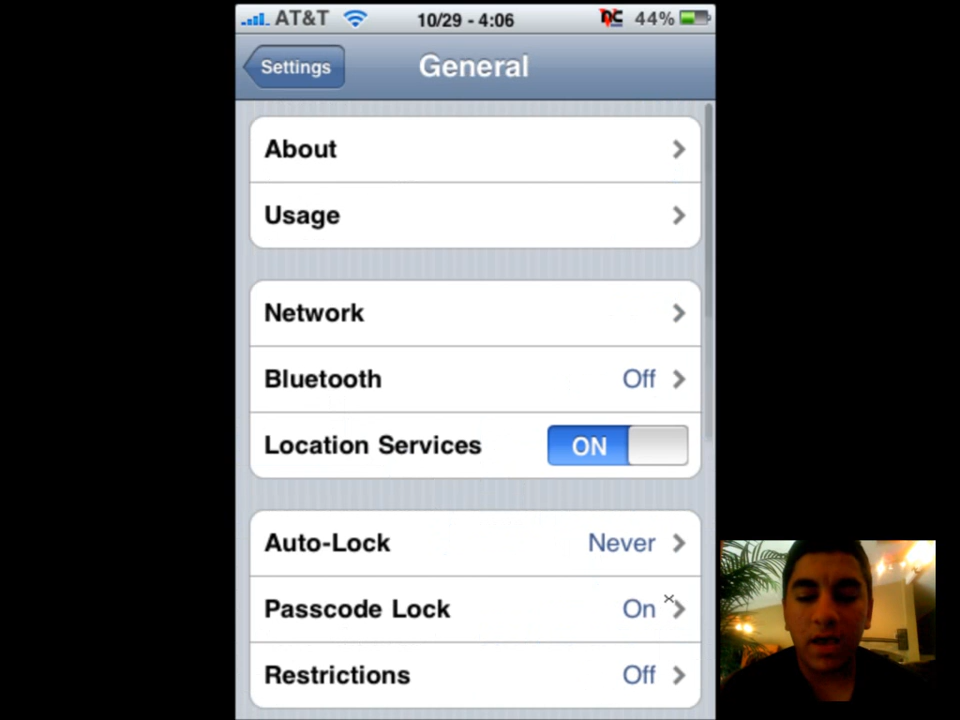 AT&T 10/29 - 4:06 44%
Settings General
About
Usage
Network
Bluetooth Off
Location Services ON
Auto-Lock Never
Passcode Lock On
Restrictions Off